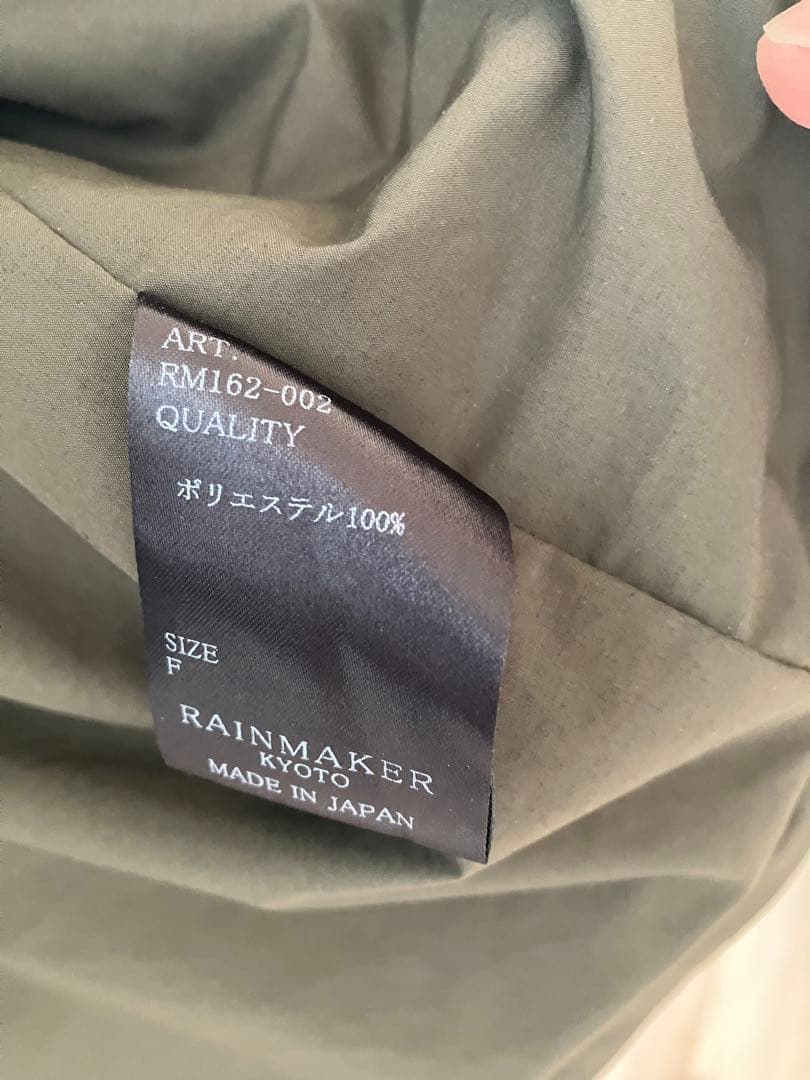 ART.
RM162-002
QUALITY
ポリエステル100%
SIZE
F
RAINMAKER
KYOTO
MADE IN JAPAN